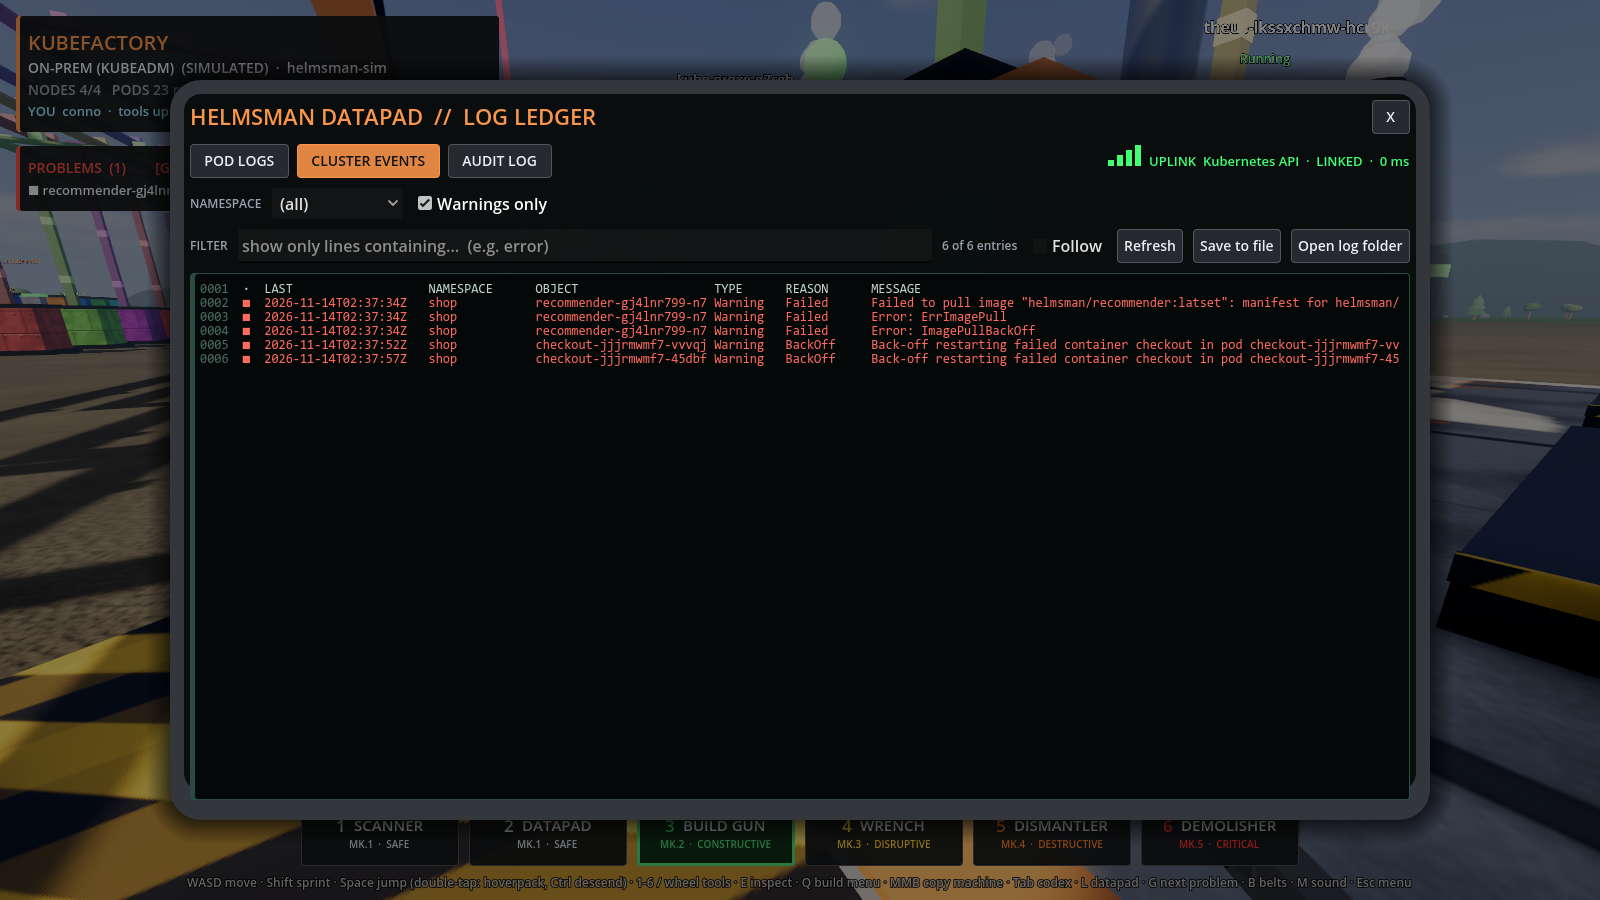 KUBEFACTORY
ON-PREM (KUBEADM) (SIMULATED) · helmsman-sim
NODES 4/4 PODS 23
YOU conno · tools up
PROBLEMS (1) [G
recommender-gj4lnr
Running
HELMSMAN DATAPAD // LOG LEDGER
X
POD LOGS
CLUSTER EVENTS
AUDIT LOG
UPLINK Kubernetes API · LINKED · 0 ms
NAMESPACE (all) Warnings only
FILTER show only lines containing... (e.g. error) 6 of 6 entries Follow Refresh Save to file Open log folder
0001 · LAST NAMESPACE OBJECT TYPE REASON MESSAGE
0002 ■ 2026-11-14T02:37:34Z shop recommender-gj4lnr799-n7 Warning Failed Failed to pull image "helmsman/recommender:latset": manifest for helmsman/
0003 ■ 2026-11-14T02:37:34Z shop recommender-gj4lnr799-n7 Warning Failed Error: ErrImagePull
0004 ■ 2026-11-14T02:37:34Z shop recommender-gj4lnr799-n7 Warning Failed Error: ImagePullBackOff
0005 ■ 2026-11-14T02:37:52Z shop checkout-jjjrmwmf7-vvvqj Warning BackOff Back-off restarting failed container checkout in pod checkout-jjjrmwmf7-vv
0006 ■ 2026-11-14T02:37:57Z shop checkout-jjjrmwmf7-45dbf Warning BackOff Back-off restarting failed container checkout in pod checkout-jjjrmwmf7-45
1 SCANNER
MK.1 · SAFE
2 DATAPAD
MK.1 · SAFE
3 BUILD GUN
MK.2 · CONSTRUCTIVE
4 WRENCH
MK.3 · DISRUPTIVE
5 DISMANTLER
MK.4 · DESTRUCTIVE
6 DEMOLISHER
MK.5 · CRITICAL
WASD move · Shift sprint · Space jump (double-tap: hoverpack, Ctrl descend) · 1-6 / wheel tools · E inspect · Q build menu · MMB copy machine · Tab codex · L datapad · G next problem · B belts · M sound · Esc menu